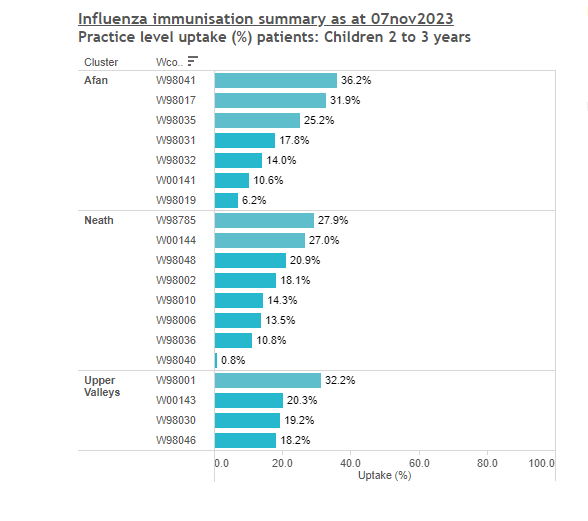 Influenza immunisation summary as at 07nov2023
Practice level uptake (%) patients: Children 2 to 3 years
Cluster Wco..
Afan W98041 36.2%
W98017 31.9%
W98035 25.2%
W98031 17.8%
W98032 14.0%
W00141 10.6%
W98019 6.2%
Neath W98785 27.9%
W00144 27.0%
W98048 20.9%
W98002 18.1%
W98010 14.3%
W98006 13.5%
W98036 10.8%
W98040 0.8%
Upper W98001 32.2%
Valleys
W00143 20.3%
W98030 19.2%
W98046 18.2%
0.0 20.0 40.0 60.0 80.0 100.0
Uptake (%)